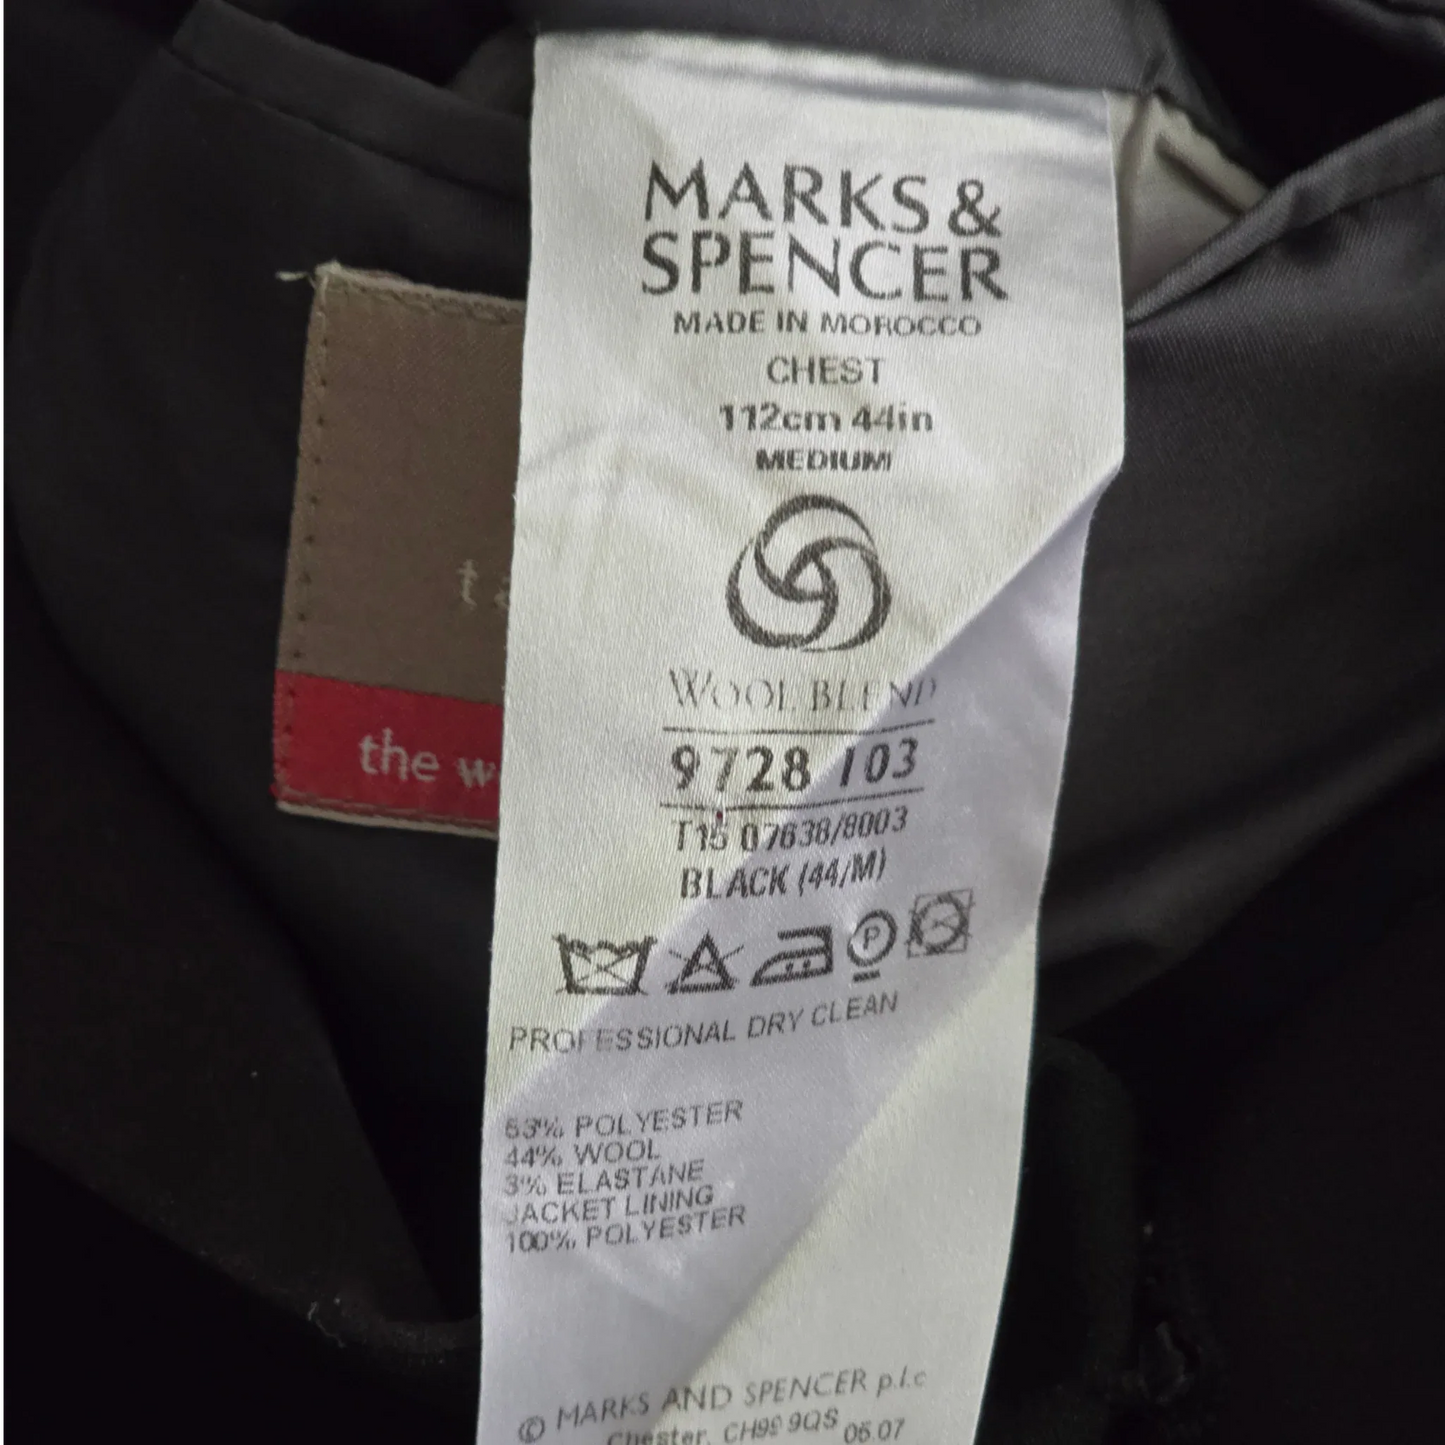 MARKS &
SPENCER
MADE IN MOROCCO
CHEST
112cm 44in
MEDIUM
WOOL BLEND
9728 103
T15 07638/8003
BLACK (44/M)
P
PROFESSIONAL DRY CLEAN
53% POLYESTER
44% WOOL
3% ELASTANE
JACKET LINING
100% POLYESTER
© MARKS AND SPENCER p.l.c
Chester, CH99 9QS 05.07
the